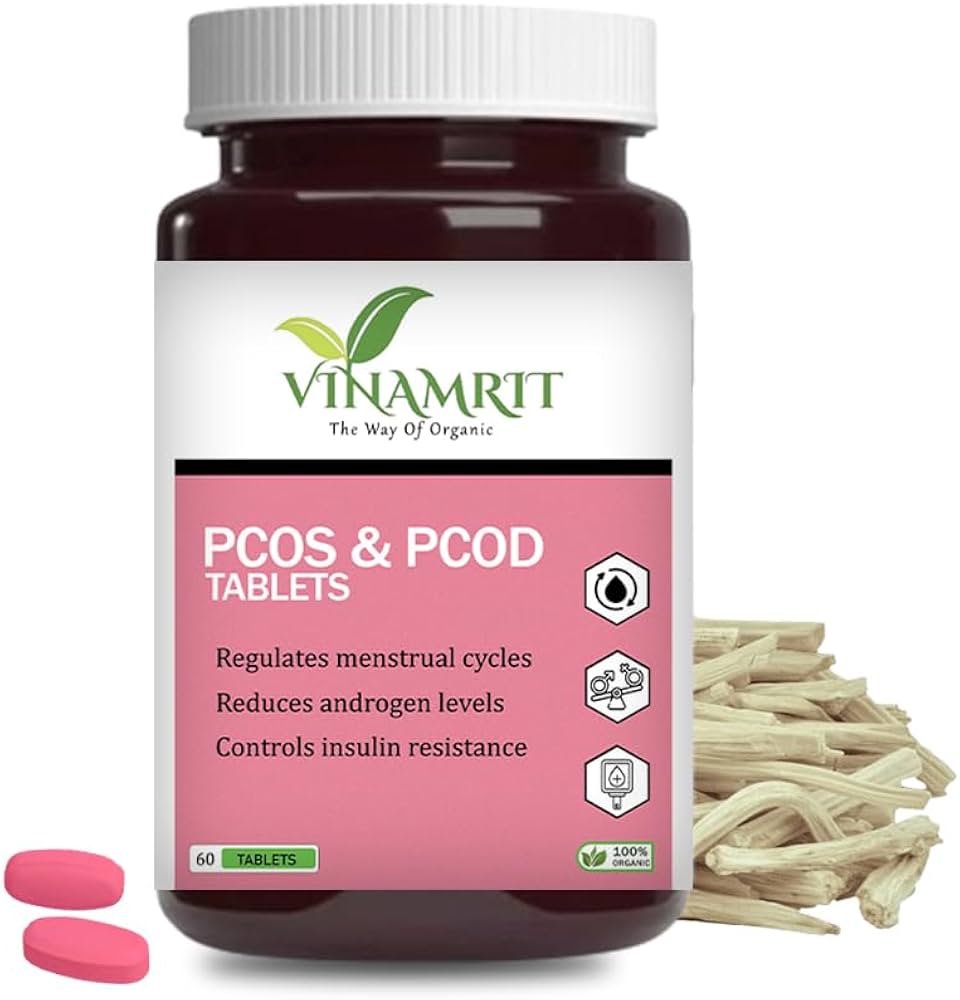 VINAMRIT
The Way Of Organic
PCOS & PCOD
TABLETS
Regulates menstrual cycles
Reduces androgen levels
Controls insulin resistance
60 TABLETS
100%
ORGANIC